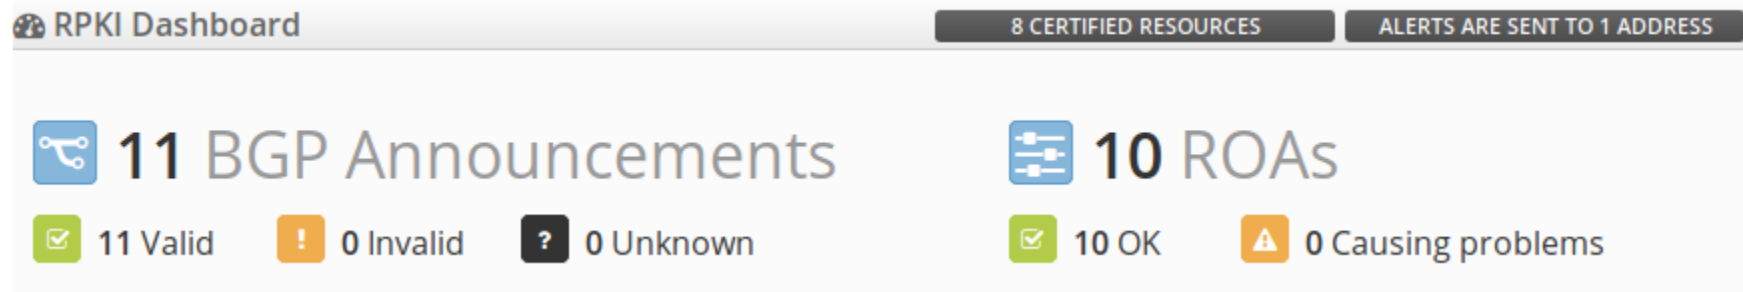 RPKI Dashboard 8 CERTIFIED RESOURCES ALERTS ARE SENT TO 1 ADDRESS
11 BGP Announcements 10 ROAs
11 Valid ! 0 Invalid ? 0 Unknown 10 OK ! 0 Causing problems